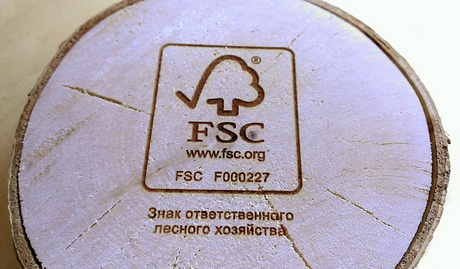 ®
FSC
www.fsc.org
FSC F000227
Знак ответственного
лесного хозяйства